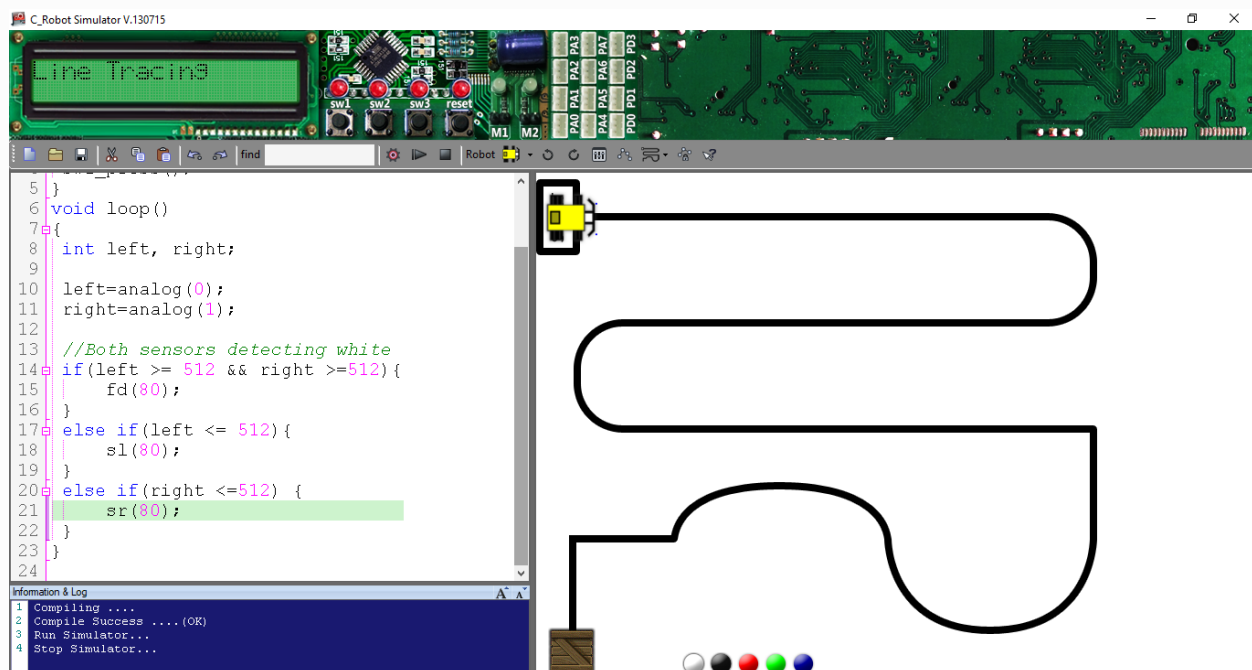 C_Robot Simulator V.130715
Line Tracing
151
151
151
sw1 sw2 sw3 reset
M1 M2
PA0 PA1 PA2 PA3
PA4 PA5 PA6 PA7
PD0 PD1 PD2 PD3
find
Robot
5 }
6 void loop()
7 {
8 int left, right;
9
10 left=analog(0);
11 right=analog(1);
12
13 //Both sensors detecting white
14 if(left >= 512 && right >=512){
15 fd(80);
16 }
17 else if(left <= 512){
18 sl(80);
19 }
20 else if(right <=512) {
21 sr(80);
22 }
23 }
24
Information & Log
A A
1 Compiling ....
2 Compile Success ....(OK)
3 Run Simulator...
4 Stop Simulator...